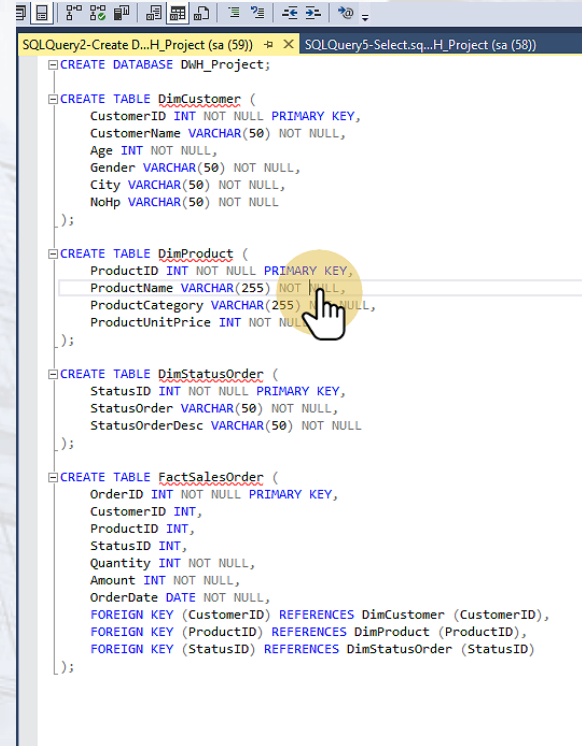 SQLQuery2-Create D...H_Project (sa (59))
SQLQuery5-Select.sq...H_Project (sa (58))
CREATE DATABASE DWH_Project;
CREATE TABLE DimCustomer (
CustomerID INT NOT NULL PRIMARY KEY,
CustomerName VARCHAR(50) NOT NULL,
Age INT NOT NULL,
Gender VARCHAR(50) NOT NULL,
City VARCHAR(50) NOT NULL,
NoHp VARCHAR(50) NOT NULL
);
CREATE TABLE DimProduct (
ProductID INT NOT NULL PRIMARY KEY,
ProductName VARCHAR(255) NOT NULL,
ProductCategory VARCHAR(255) NOT NULL,
ProductUnitPrice INT NOT NULL
);
CREATE TABLE DimStatusOrder (
StatusID INT NOT NULL PRIMARY KEY,
StatusOrder VARCHAR(50) NOT NULL,
StatusOrderDesc VARCHAR(50) NOT NULL
);
CREATE TABLE FactSalesOrder (
OrderID INT NOT NULL PRIMARY KEY,
CustomerID INT,
ProductID INT,
StatusID INT,
Quantity INT NOT NULL,
Amount INT NOT NULL,
OrderDate DATE NOT NULL,
FOREIGN KEY (CustomerID) REFERENCES DimCustomer (CustomerID),
FOREIGN KEY (ProductID) REFERENCES DimProduct (ProductID),
FOREIGN KEY (StatusID) REFERENCES DimStatusOrder (StatusID)
);